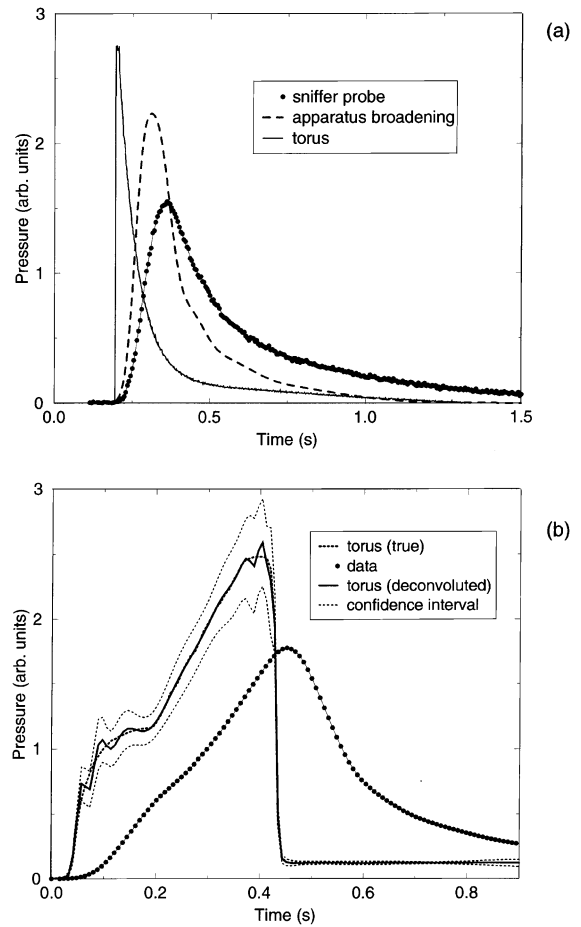 (a)
3
2
1
0
Pressure (arb. units)
sniffer probe
apparatus broadening
torus
0.0 0.5 1.0 1.5
Time (s)
(b)
3
2
1
0
Pressure (arb. units)
torus (true)
data
torus (deconvoluted)
confidence interval
0.0 0.2 0.4 0.6 0.8
Time (s)